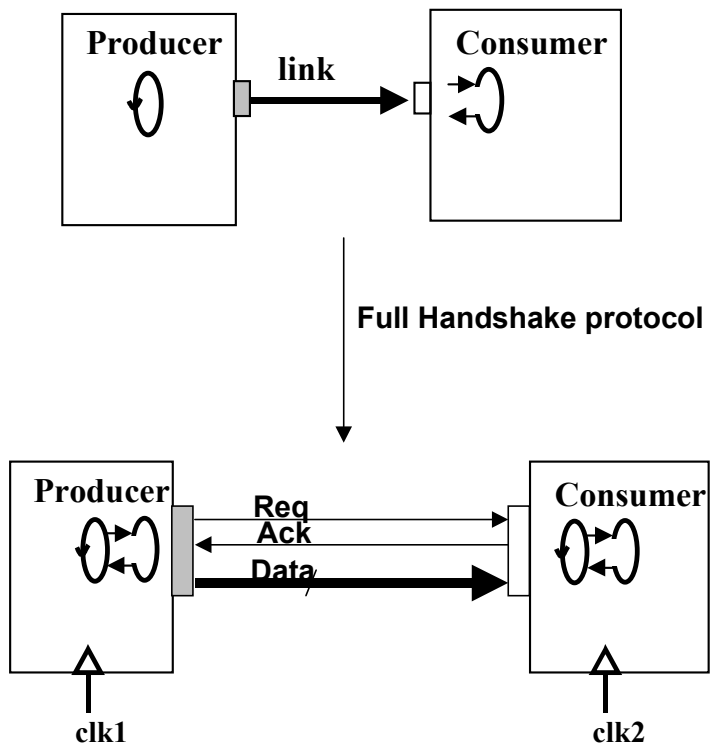 Producer
link
Consumer
Full Handshake protocol
Producer
Req
Ack
Data
Consumer
clk1
clk2